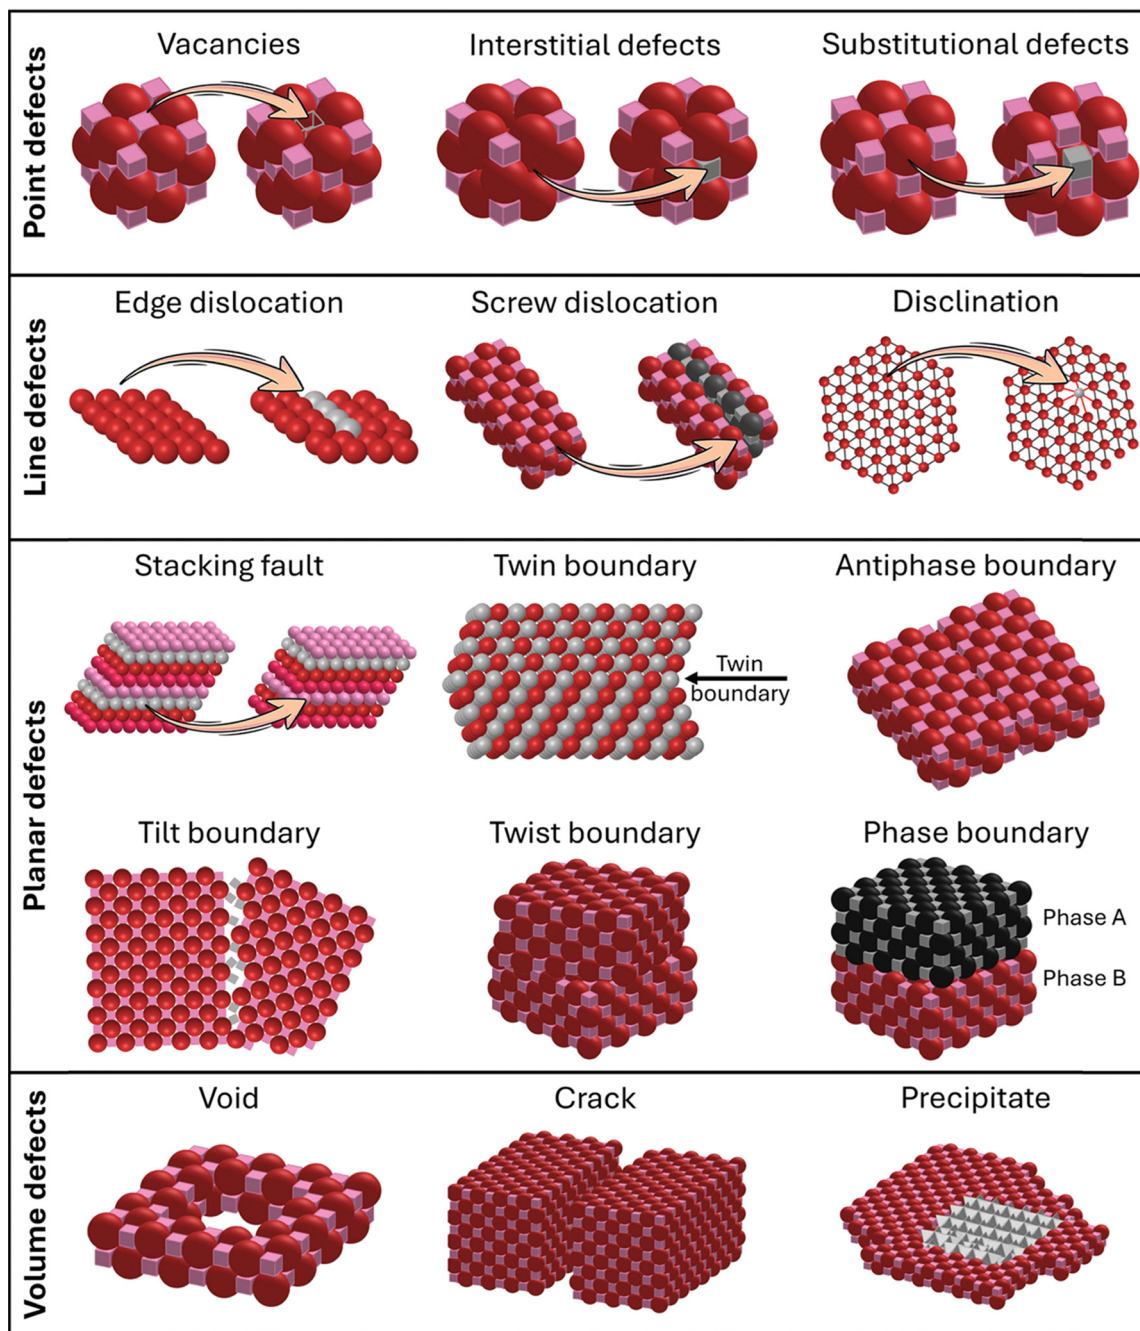 Point defects
Vacancies
Interstitial defects
Substitutional defects
Line defects
Edge dislocation
Screw dislocation
Disclination
Planar defects
Stacking fault
Twin boundary
Antiphase boundary
Twin
boundary
Tilt boundary
Twist boundary
Phase boundary
Phase A
Phase B
Volume defects
Void
Crack
Precipitate